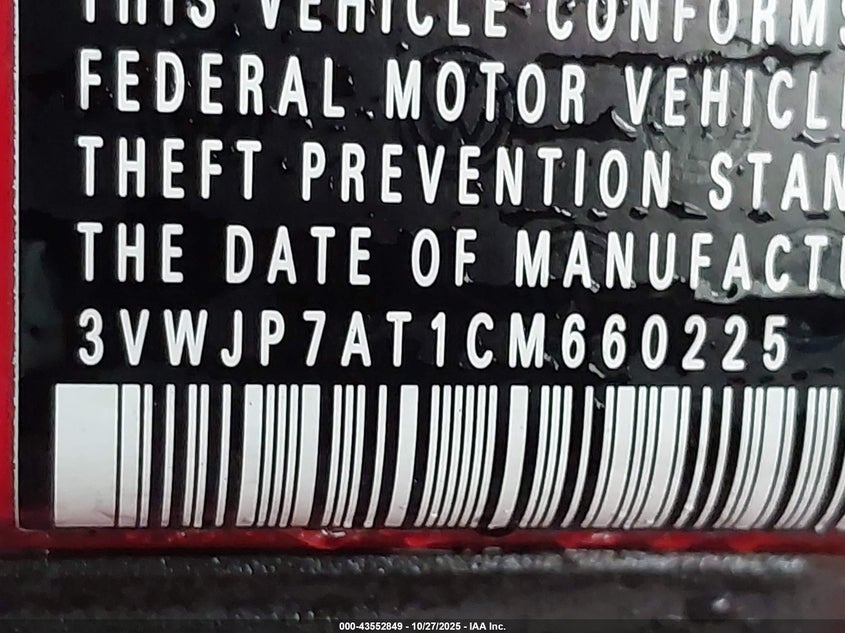 THIS VEHICLE CONFORMS
FEDERAL MOTOR VEHICLE
THEFT PREVENTION STAN
THE DATE OF MANUFACTU
3VWJP7AT1CM660225
000-43552849 - 10/27/2025 - IAA Inc.